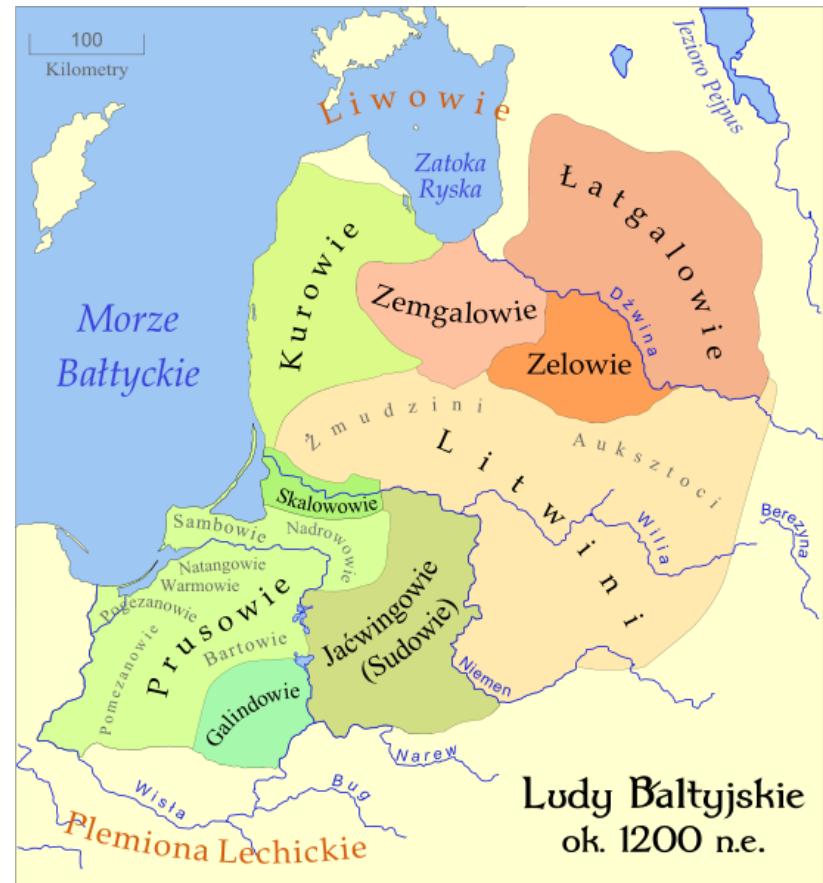 100
Kilometry
Liwowie
Jezioro Pejpus
Zatoka
Ryska
Łatgalowie
Kurowie
Zemgalowie
Dźwina
Morze
Bałtyckie
Zelowie
Żmudzini
Auksztoci
Litwini
Skalowowie
Sambowie
Nadrowowie
Wilia
Berezyna
Natangowie
Warmowie
Pogezanowie
Prusowie
Bartowie
Pomezanowie
Jaćwingowie
(Sudowie)
Galindowie
Niemen
Narew
Bug
Wisła
Plemiona Lechickie
Ludy Bałtyjskie
ok. 1200 n.e.